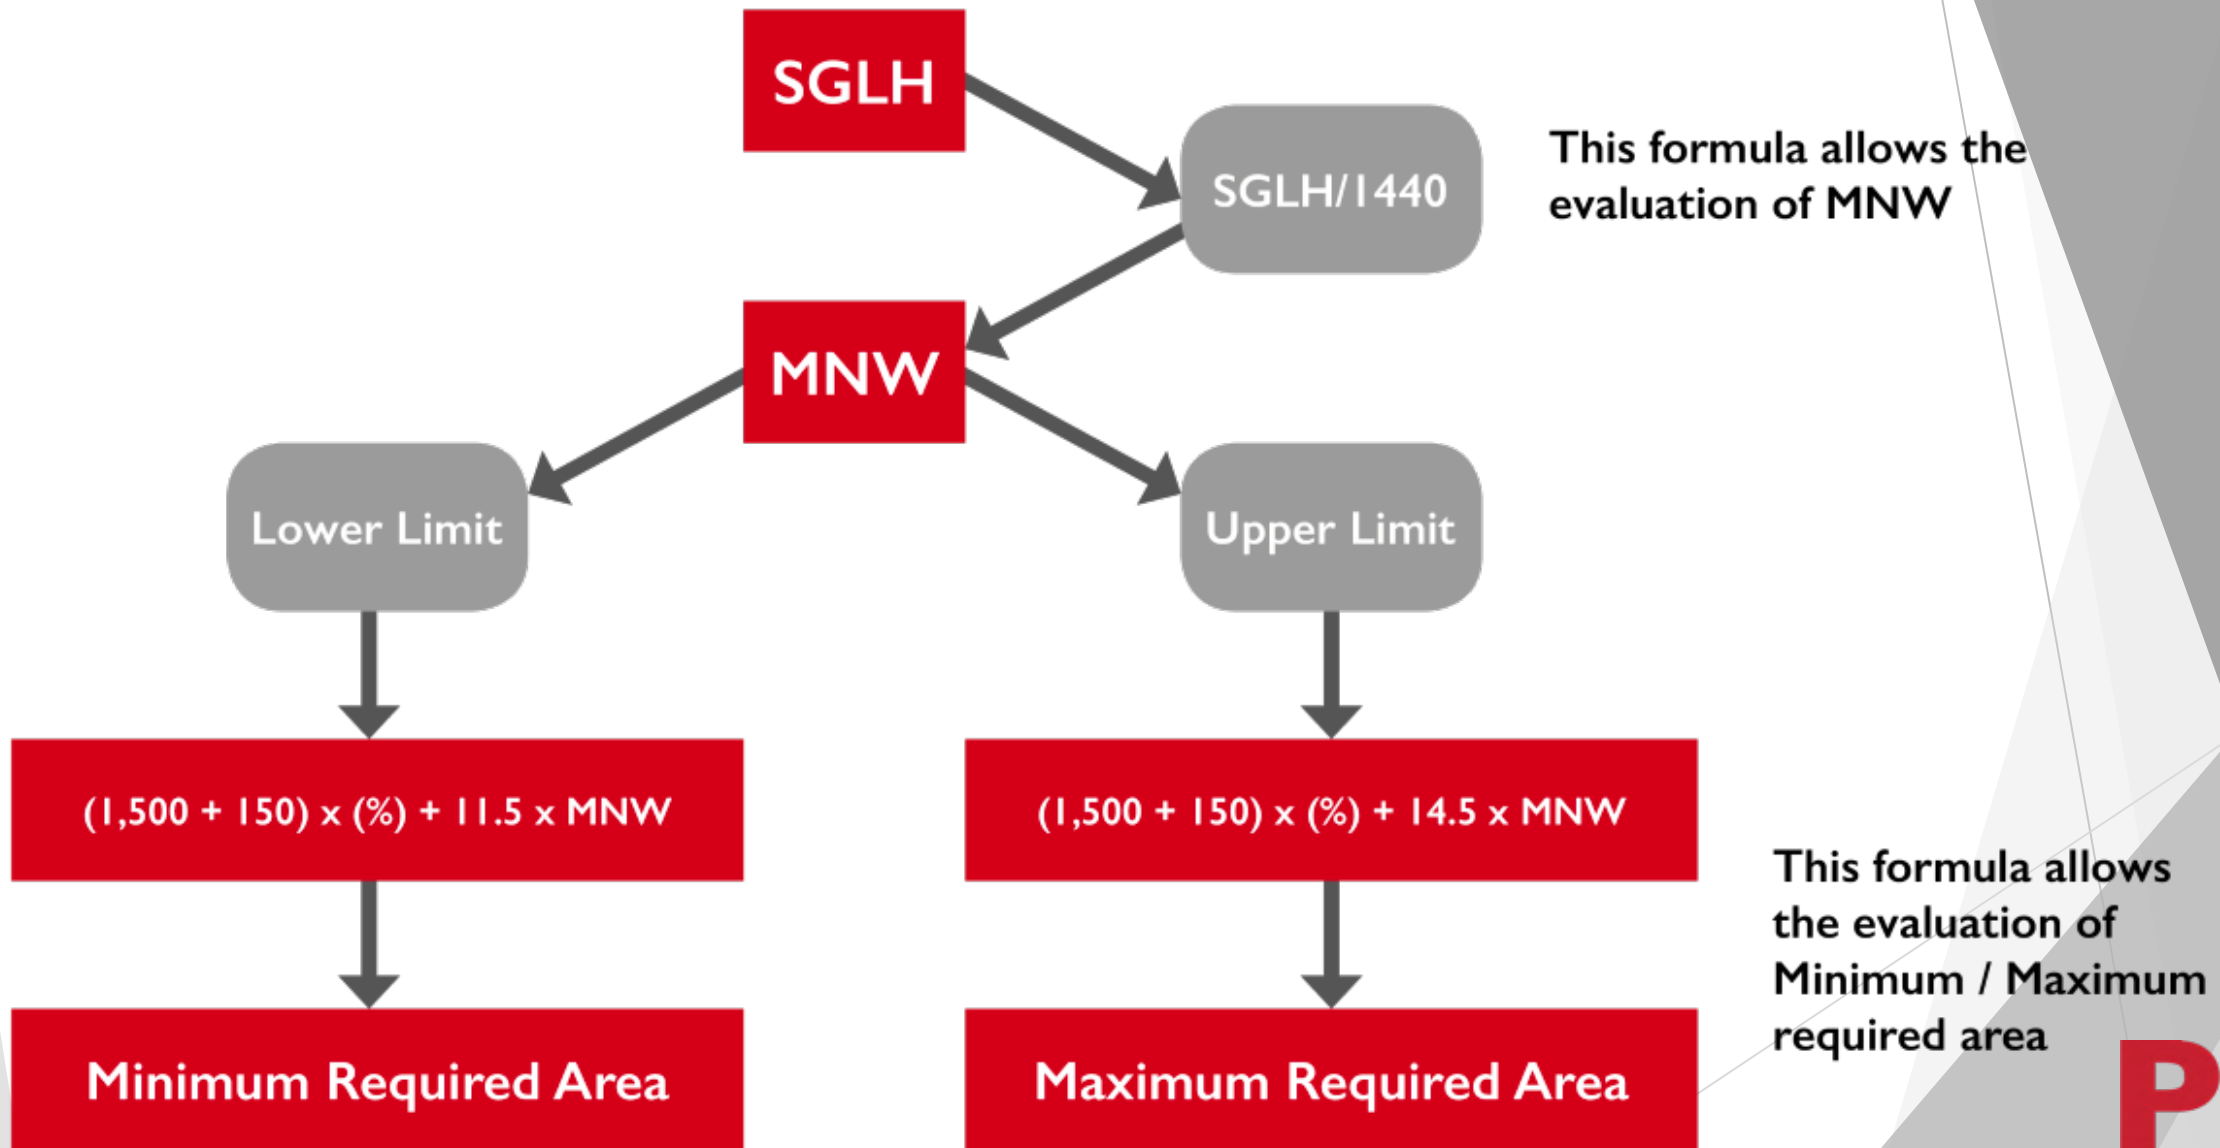 SGLH
SGLH/1440
This formula allows the
evaluation of MNW
MNW
Lower Limit
Upper Limit
(1,500 + 150) x (%) + 11.5 x MNW
(1,500 + 150) x (%) + 14.5 x MNW
This formula allows
the evaluation of
Minimum / Maximum
required area
Minimum Required Area
Maximum Required Area
P